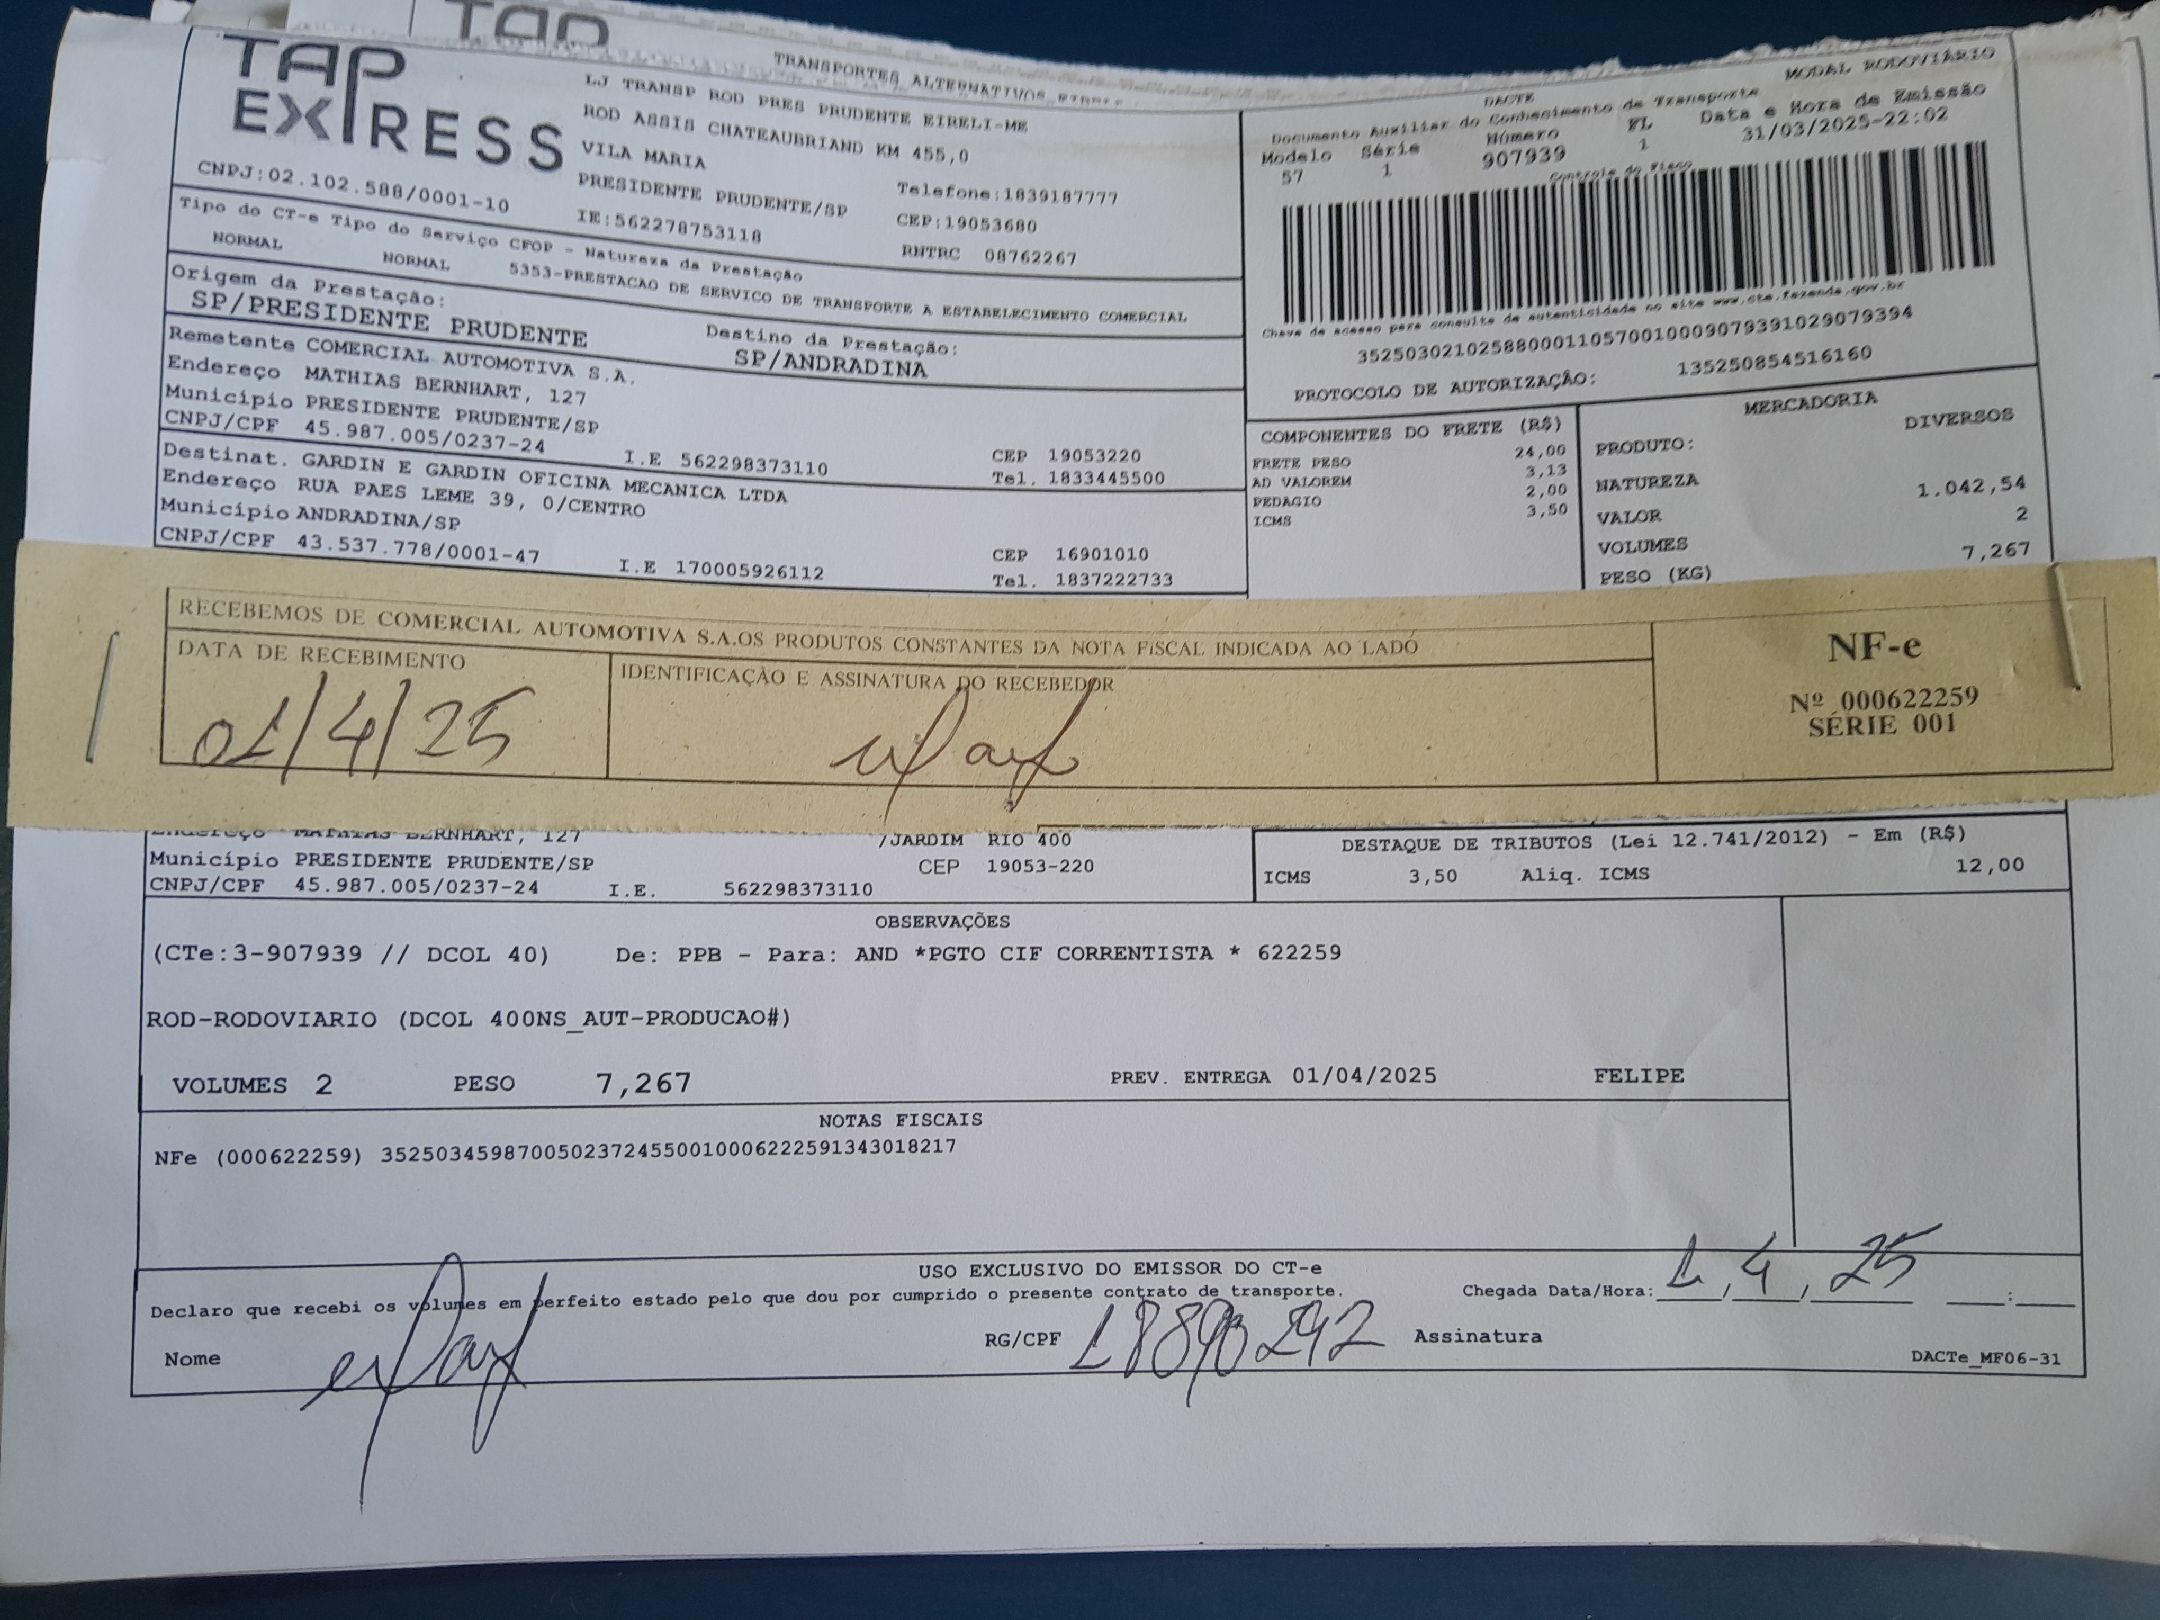 TAP
TRANSPORTES ALTERNATIVOS EIRELI
TAP EXPRESS
LJ TRANSP ROD PRES PRUDENTE EIRELI-ME
ROD ASSIS CHATEAUBRIAND KM 455,0
VILA MARIA
PRESIDENTE PRUDENTE/SP Telefone:1839187777
CNPJ:02.102.588/0001-10 IE:562278753118 CEP:19053680
RNTRC 08762267
Tipo do CT-e Tipo do Serviço CFOP - Natureza da Prestação
NORMAL NORMAL 5353-PRESTACAO DE SERVICO DE TRANSPORTE A ESTABELECIMENTO COMERCIAL
Origem da Prestação: Destino da Prestação:
SP/PRESIDENTE PRUDENTE SP/ANDRADINA
Remetente COMERCIAL AUTOMOTIVA S.A.
Endereço MATHIAS BERNHART, 127
Município PRESIDENTE PRUDENTE/SP CEP 19053220
CNPJ/CPF 45.987.005/0237-24 I.E 562298373110 Tel. 1833445500
Destinat. GARDIN E GARDIN OFICINA MECANICA LTDA
Endereço RUA PAES LEME 39, 0/CENTRO
Município ANDRADINA/SP CEP 16901010
CNPJ/CPF 43.537.778/0001-47 I.E 170005926112 Tel. 1837222733
MODAL RODOVIÁRIO
DACTE
Documento Auxiliar do Conhecimento de Transporte
Modelo Série Número FL Data e Hora de Emissão
57 1 907939 1 31/03/2025-22:02
Controle do Fisco
Chave de acesso para consulta de autenticidade no site www.cte.fazenda.gov.br
35250302102588000110570010009079391029079394
PROTOCOLO DE AUTORIZAÇÃO: 135250854516160
COMPONENTES DO FRETE (R$)
FRETE PESO 24,00
AD VALOREM 3,13
PEDAGIO 2,00
ICMS 3,50
MERCADORIA
PRODUTO: DIVERSOS
NATUREZA
VALOR 1.042,54
VOLUMES 2
PESO (KG) 7,267
RECEBEMOS DE COMERCIAL AUTOMOTIVA S.A.OS PRODUTOS CONSTANTES DA NOTA FISCAL INDICADA AO LADO
DATA DE RECEBIMENTO IDENTIFICAÇÃO E ASSINATURA DO RECEBEDOR
01/4/25
NF-e
Nº 000622259
SÉRIE 001
Endereço MATHIAS BERNHART, 127 /JARDIM RIO 400
Município PRESIDENTE PRUDENTE/SP CEP 19053-220
CNPJ/CPF 45.987.005/0237-24 I.E. 562298373110
DESTAQUE DE TRIBUTOS (Lei 12.741/2012) - Em (R$)
ICMS 3,50 Aliq. ICMS 12,00
OBSERVAÇÕES
(CTe:3-907939 // DCOL 40) De: PPB - Para: AND *PGTO CIF CORRENTISTA * 622259
ROD-RODOVIARIO (DCOL 400NS_AUT-PRODUCAO#)
VOLUMES 2 PESO 7,267 PREV. ENTREGA 01/04/2025 FELIPE
NOTAS FISCAIS
NFe (000622259) 35250345987005023724550010006222591343018217
USO EXCLUSIVO DO EMISSOR DO CT-e
Declaro que recebi os volumes em perfeito estado pelo que dou por cumprido o presente contrato de transporte. Chegada Data/Hora: 1/4/25 __:__
Nome RG/CPF Assinatura
DACTe_MF06-31